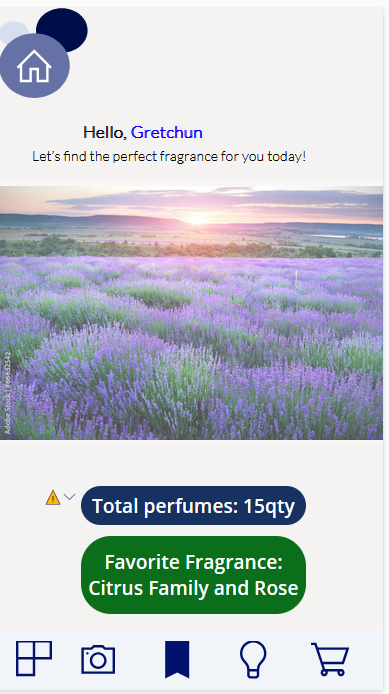 Hello, Gretchun
Let's find the perfect fragrance for you today!
Adobe Stock | #66632542
Total perfumes: 15qty
Favorite Fragrance:
Citrus Family and Rose